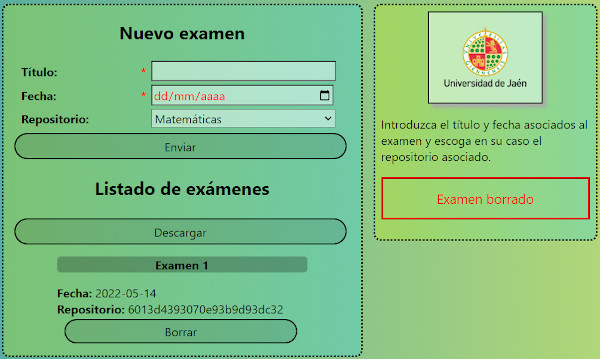 Nuevo examen
Título: *
Fecha: * dd/mm/aaaa
Repositorio: Matemáticas
Enviar
Listado de exámenes
Descargar
Examen 1
Fecha: 2022-05-14
Repositorio: 6013d4393070e93b9d93dc32
Borrar
Universidad de Jaén
Introduzca el título y fecha asociados al
examen y escoga en su caso el
repositorio asociado.
Examen borrado